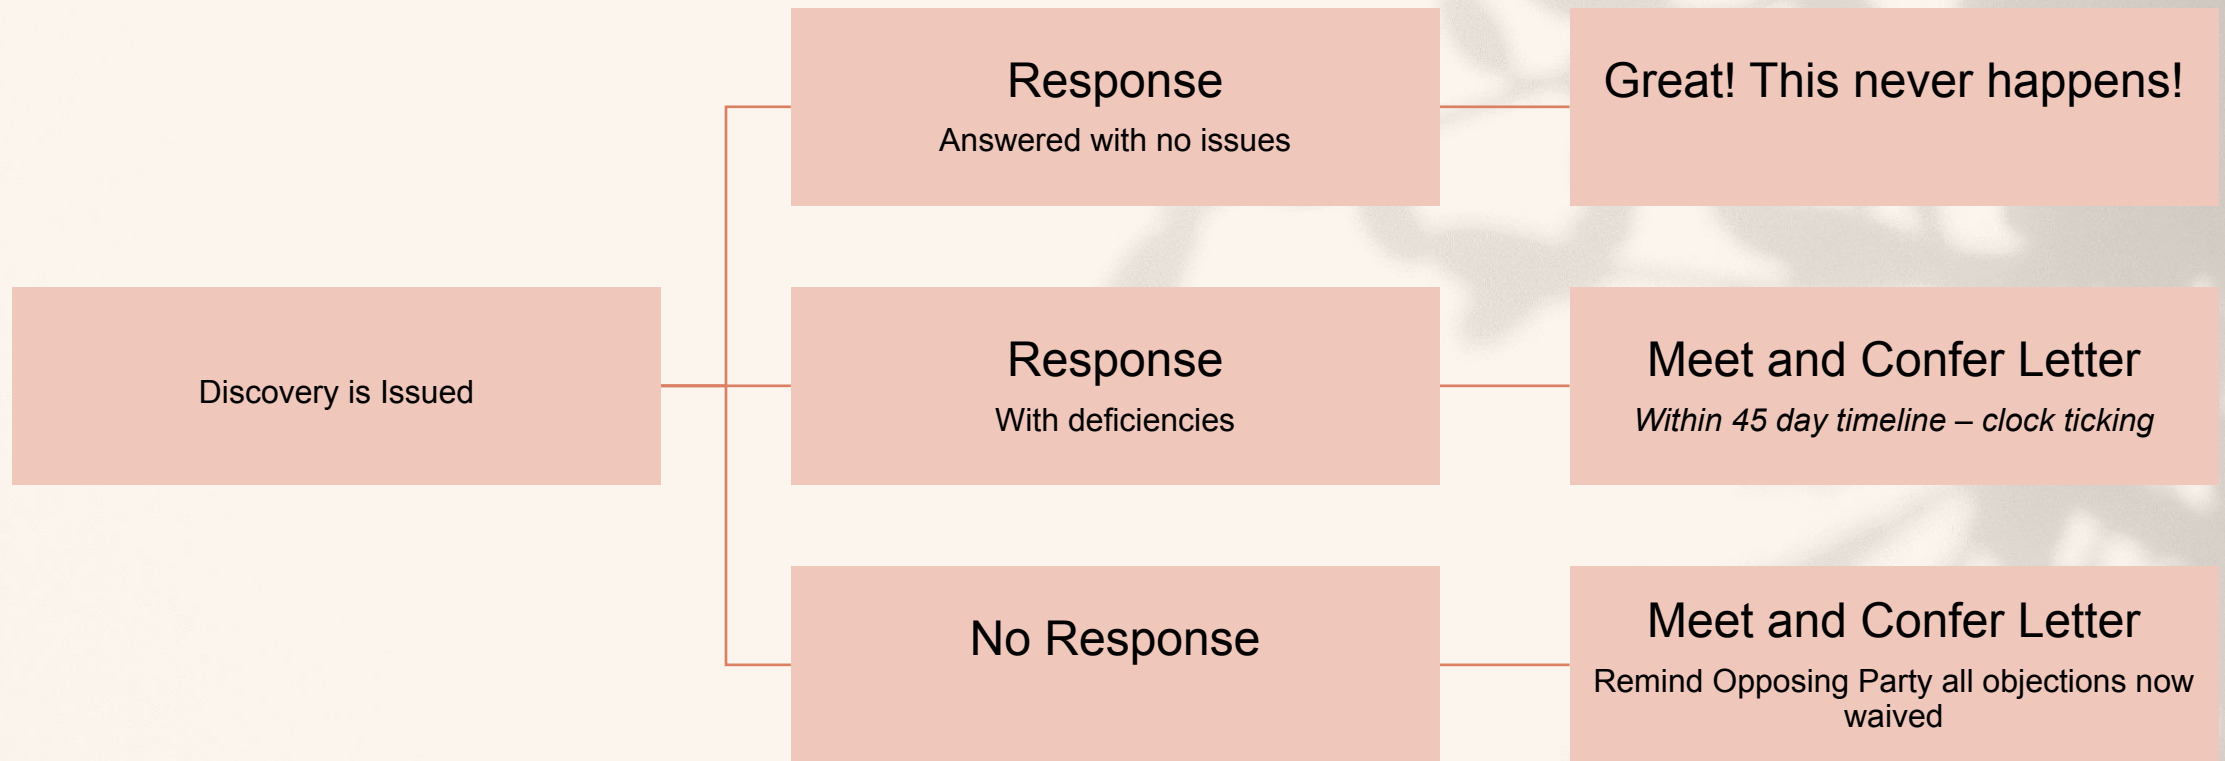 Discovery is Issued
Response
Answered with no issues
Great! This never happens!
Response
With deficiencies
Meet and Confer Letter
Within 45 day timeline – clock ticking
No Response
Meet and Confer Letter
Remind Opposing Party all objections now
waived